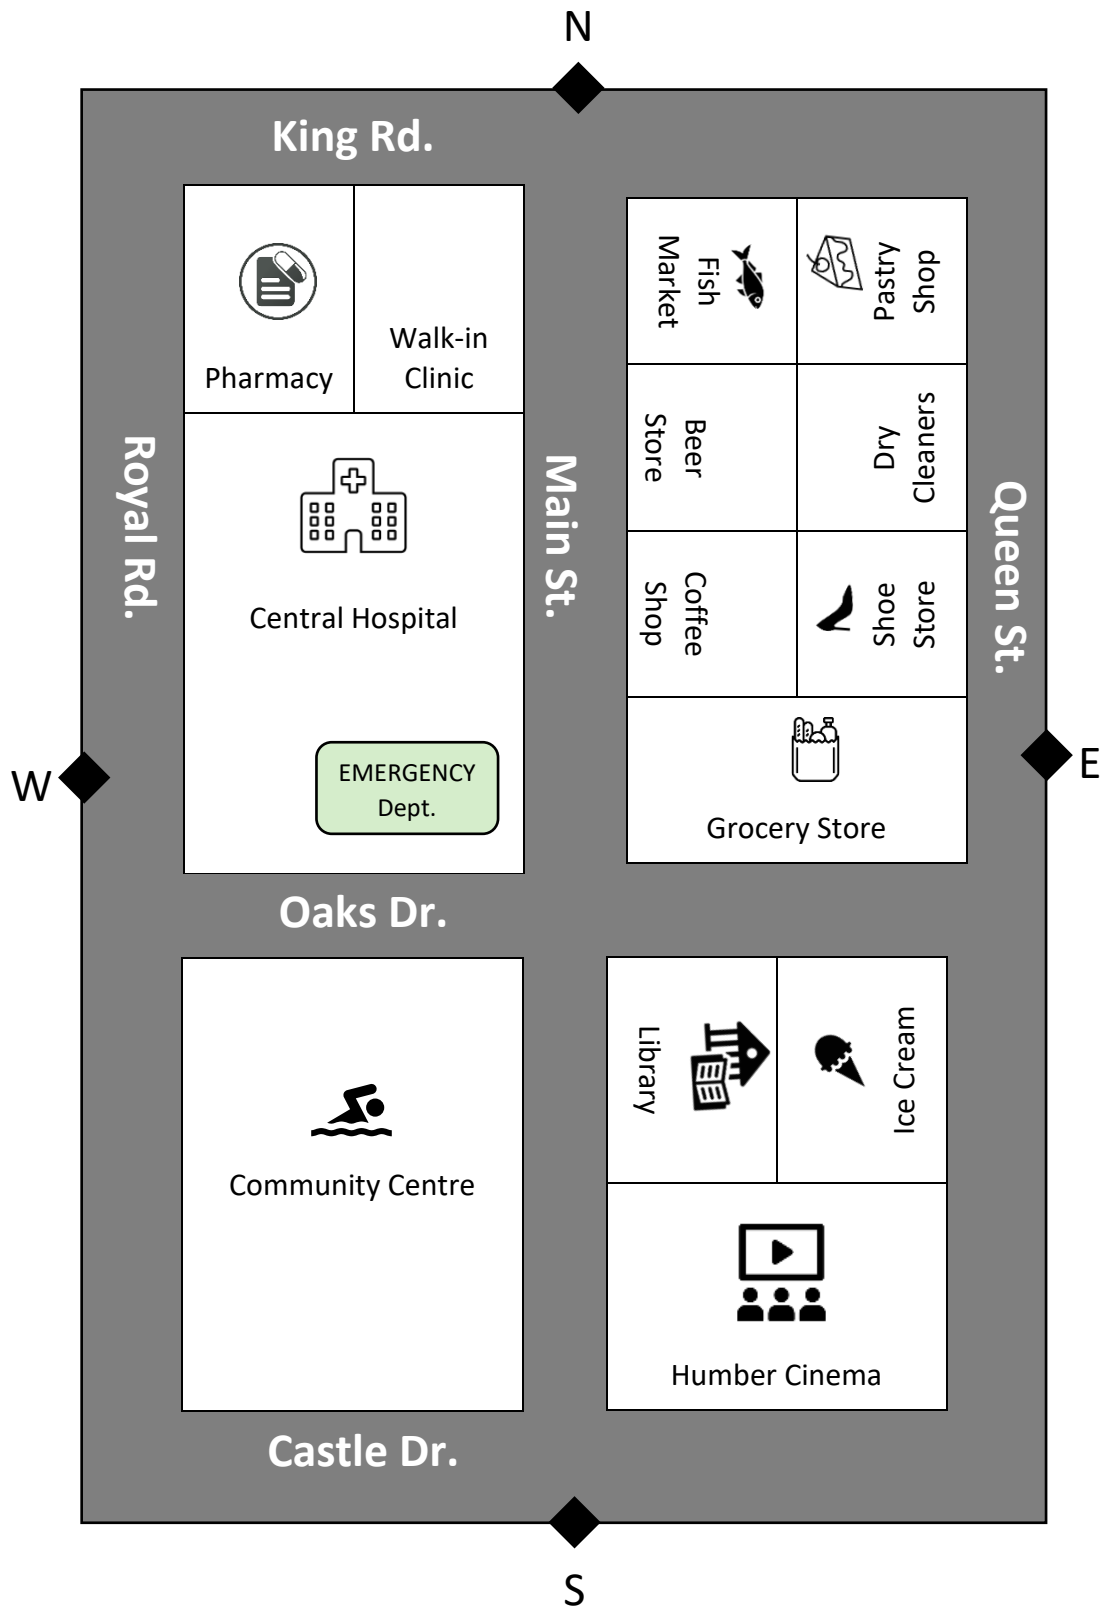 N
King Rd.
Pharmacy
Walk-in
Clinic
Fish
Market
Pastry
Shop
Beer
Store
Dry
Cleaners
Royal Rd.
Central Hospital
Main St.
Coffee
Shop
Shoe
Store
Queen St.
W
EMERGENCY
Dept.
Grocery Store
E
Oaks Dr.
Community Centre
Library
Ice Cream
Humber Cinema
Castle Dr.
S